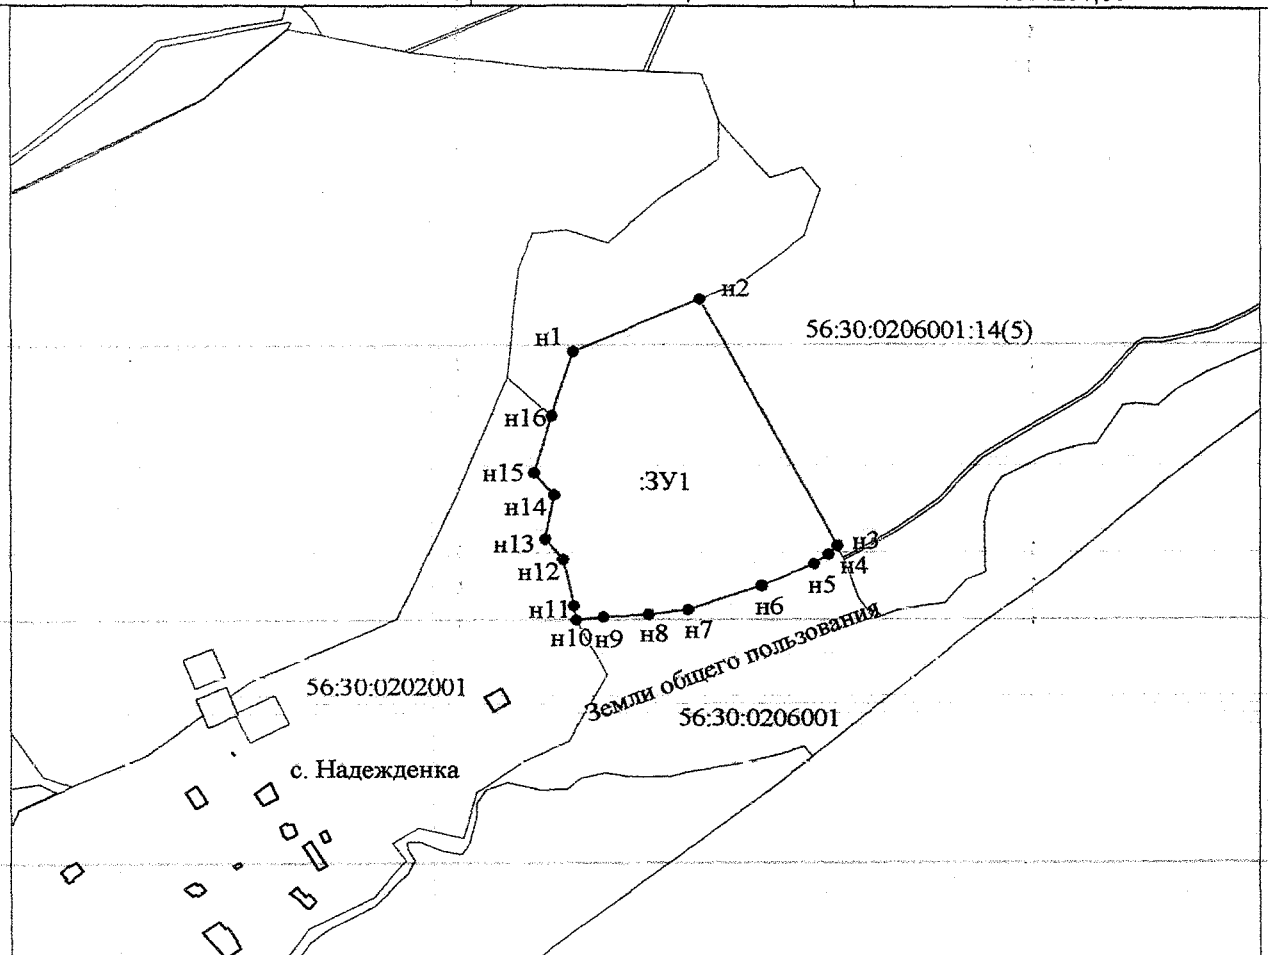 н2
56:30:0206001:14(5)
н1
н16
н15
:ЗУ1
н14
н13
н3
н12
н4
н5
н6
н11
н10
н9
н8
н7
Земли общего пользования
56:30:0202001
56:30:0206001
с. Надежденка